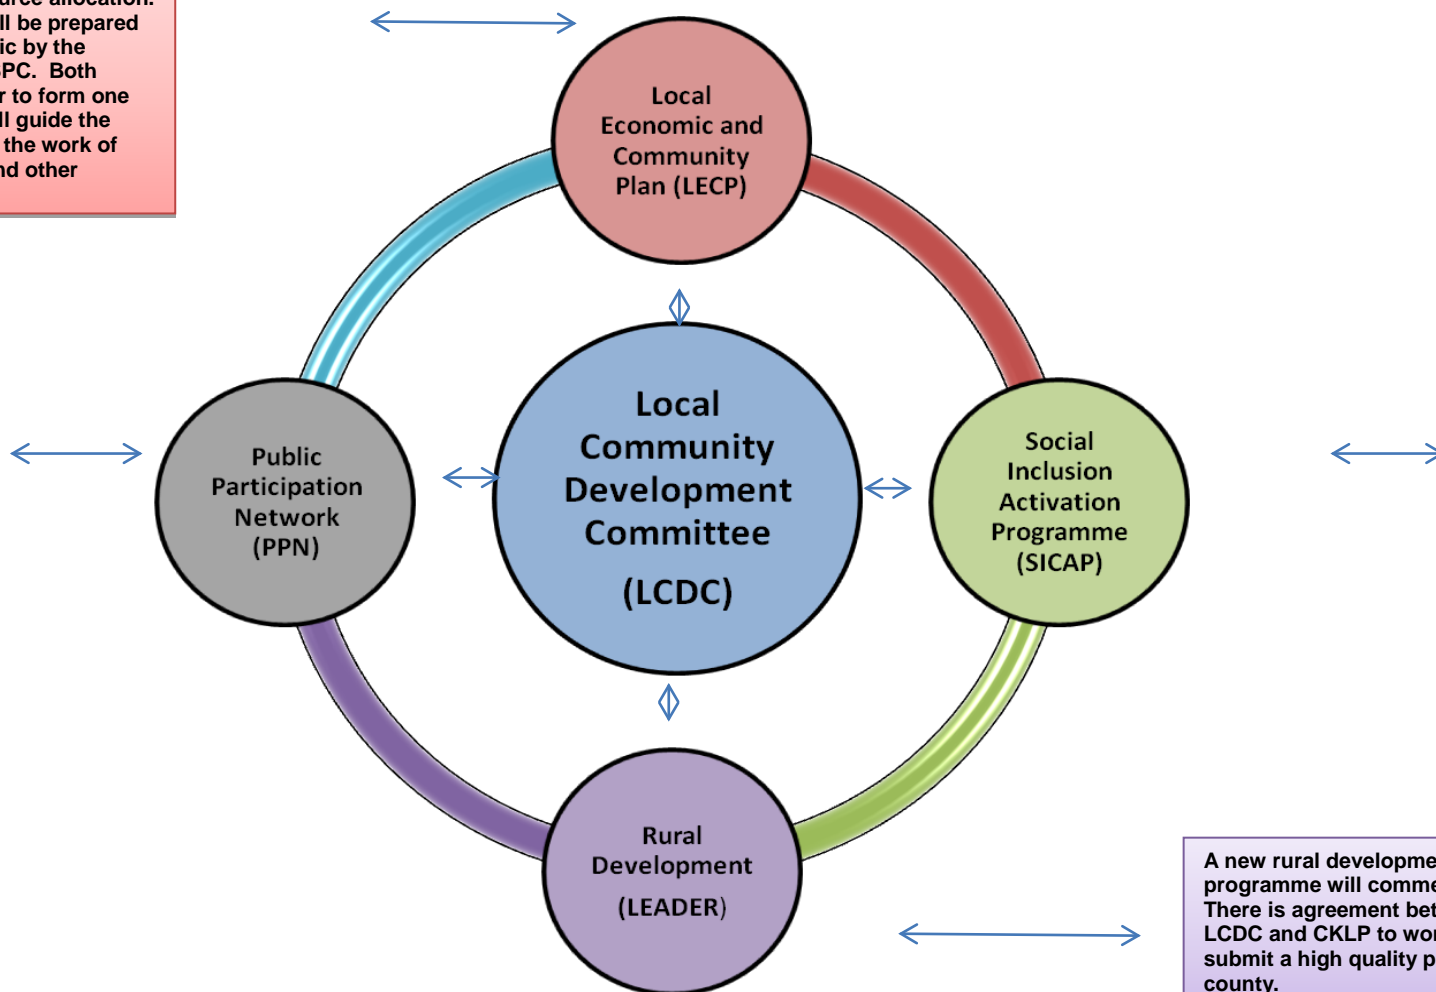 urce allocation.
ll be prepared
ic by the
SPC.  Both
r to form one
ll guide the
the work of
nd other
Local
Economic and
Community
Plan (LECP)
Public
Participation
Network
(PPN)
Local
Community
Development
Committee
(LCDC)
Social
Inclusion
Activation
Programme
(SICAP)
Rural
Development
(LEADER)
A new rural developme
programme will comme
There is agreement bet
LCDC and CKLP to wor
submit a high quality p
county.